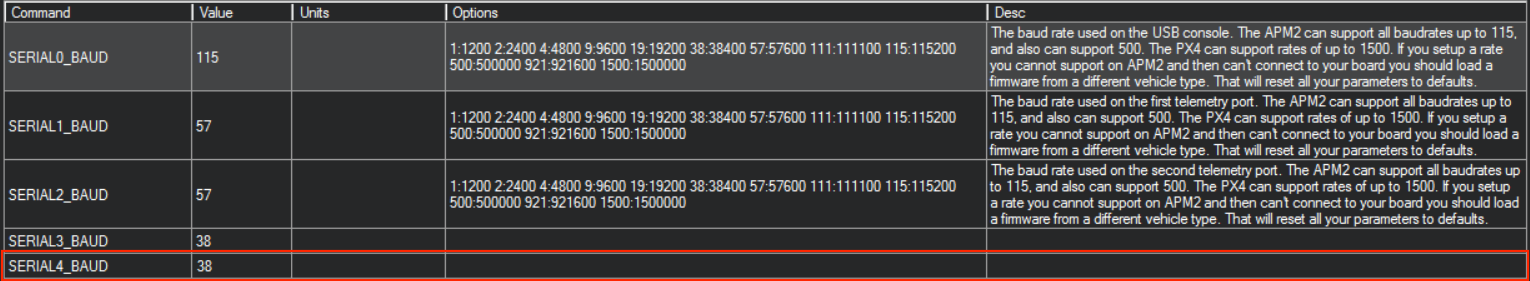 Command Value Units Options Desc
SERIAL0_BAUD 115 1:1200 2:2400 4:4800 9:9600 19:19200 38:38400 57:57600 111:111100 115:115200
500:500000 921:921600 1500:1500000
The baud rate used on the USB console. The APM2 can support all baudrates up to 115,
and also can support 500. The PX4 can support rates of up to 1500. If you setup a rate
you cannot support on APM2 and then can't connect to your board you should load a
firmware from a different vehicle type. That will reset all your parameters to defaults.
SERIAL1_BAUD 57 1:1200 2:2400 4:4800 9:9600 19:19200 38:38400 57:57600 111:111100 115:115200
500:500000 921:921600 1500:1500000
The baud rate used on the first telemetry port. The APM2 can support all baudrates up to
115, and also can support 500. The PX4 can support rates of up to 1500. If you setup a
rate you cannot support on APM2 and then can't connect to your board you should load a
firmware from a different vehicle type. That will reset all your parameters to defaults.
SERIAL2_BAUD 57 1:1200 2:2400 4:4800 9:9600 19:19200 38:38400 57:57600 111:111100 115:115200
500:500000 921:921600 1500:1500000
The baud rate used on the second telemetry port. The APM2 can support all baudrates up
to 115, and also can support 500. The PX4 can support rates of up to 1500. If you setup
a rate you cannot support on APM2 and then can't connect to your board you should load
a firmware from a different vehicle type. That will reset all your parameters to defaults.
SERIAL3_BAUD 38
SERIAL4_BAUD 38